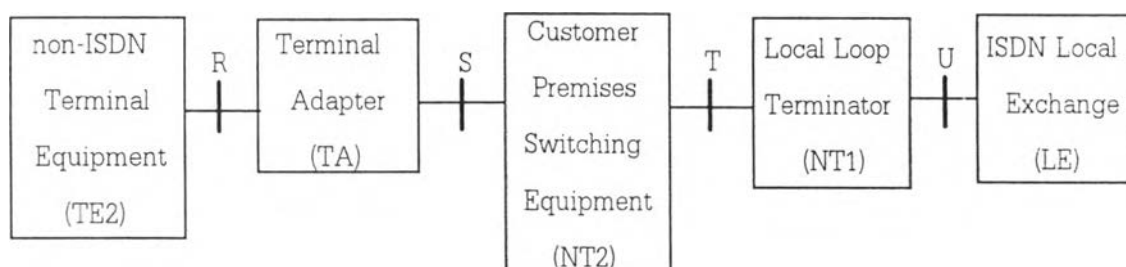 non-ISDN
Terminal
Equipment
(TE2)
R
Terminal
Adapter
(TA)
S
Customer
Premises
Switching
Equipment
(NT2)
T
Local Loop
Terminator
(NT1)
U
ISDN Local
Exchange
(LE)